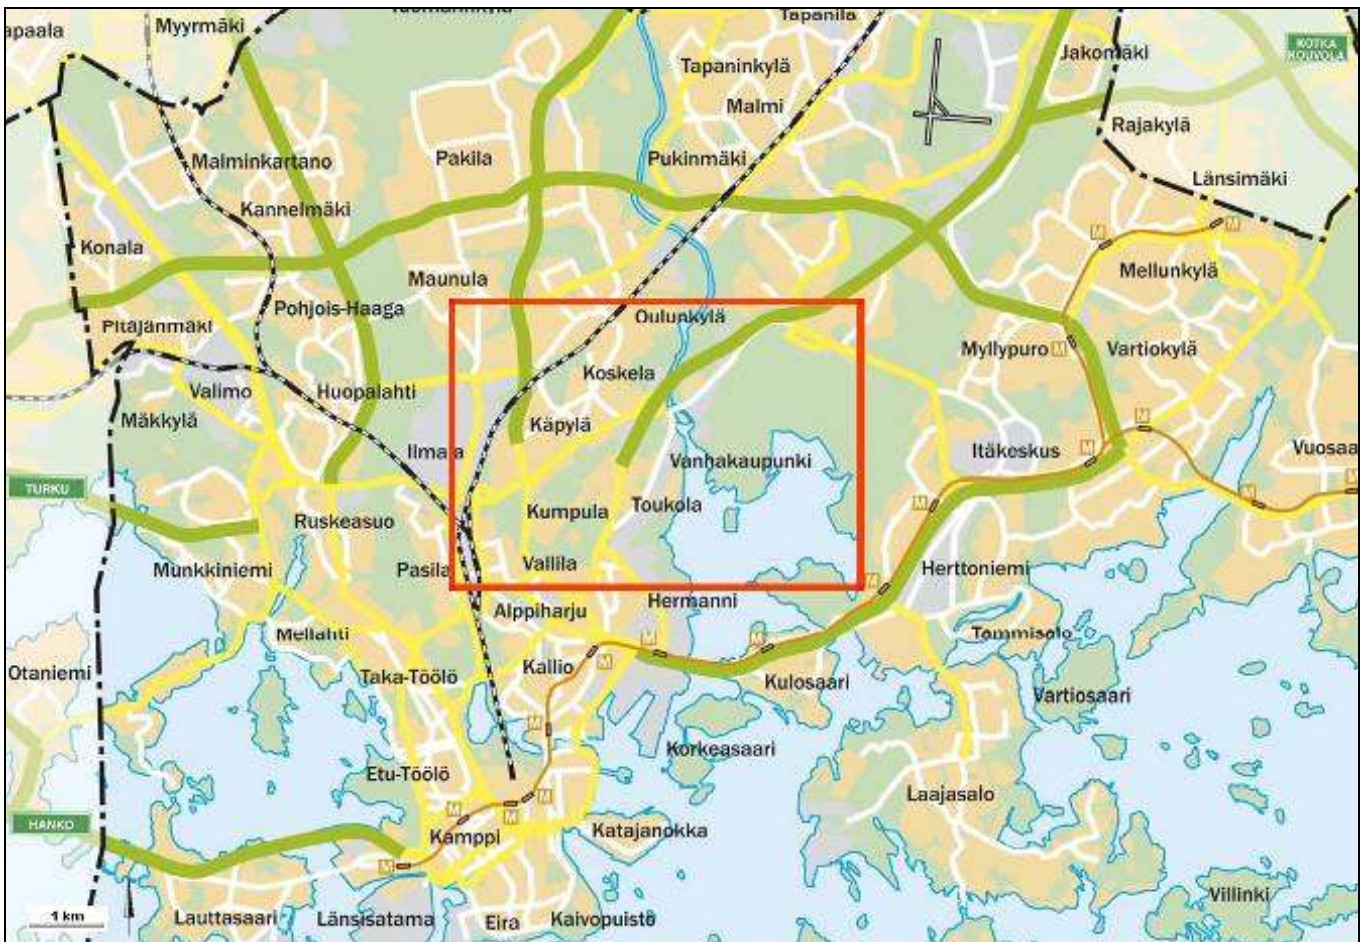 Tapanila
apaala
Myyrmäki
KOTKA
KOUVOLA
Jakomäki
Tapaninkylä
Malmi
Rajakylä
Malminkartano
Pakila
Pukinmäki
Länsimäki
Kannelmäki
Konala
M
M
Mellunkylä
Maunula
Pohjois-Haaga
Oulunkylä
Pitäjänmäki
Myllypuro M
Vartiokylä
Koskela
Valimo
Huopalahti
Mäkkylä
Käpylä
M
Ilmala
Vanhakaupunki
Itäkeskus
M
Vuosaa
TURKU
M
M
M
Kumpula
Toukola
Ruskeasuo
Vallila
Munkkiniemi
Pasila
Herttoniemi
M
Hermanni
Alppiharju
Meilahti
M
M
Tammisalo
M
Kallio
Otaniemi
Taka-Töölö
Kulosaari
Vartiosaari
M
Korkeasaari
Etu-Töölö
Laajasalo
M
M
M
HANKO
Kamppi
Katajanokka
M
Villinki
1 km
Lauttasaari
Länsisatama
Eira
Kaivopuisto